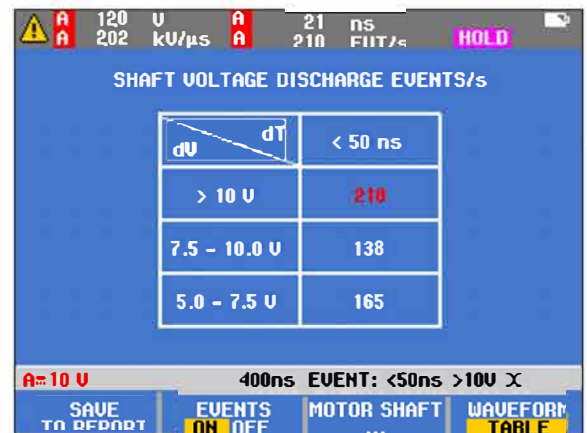 A 120 V A 21 ns
A 202 kV/µs A 210 EVT/s HOLD
SHAFT VOLTAGE DISCHARGE EVENTS/s
dV dT < 50 ns
> 10 V 210
7.5 - 10.0 V 138
5.0 - 7.5 V 165
A= 10 V 400ns EVENT: <50ns >10V
SAVE EVENTS MOTOR SHAFT WAVEFORM
TO REPORT ON OFF ... TABLE